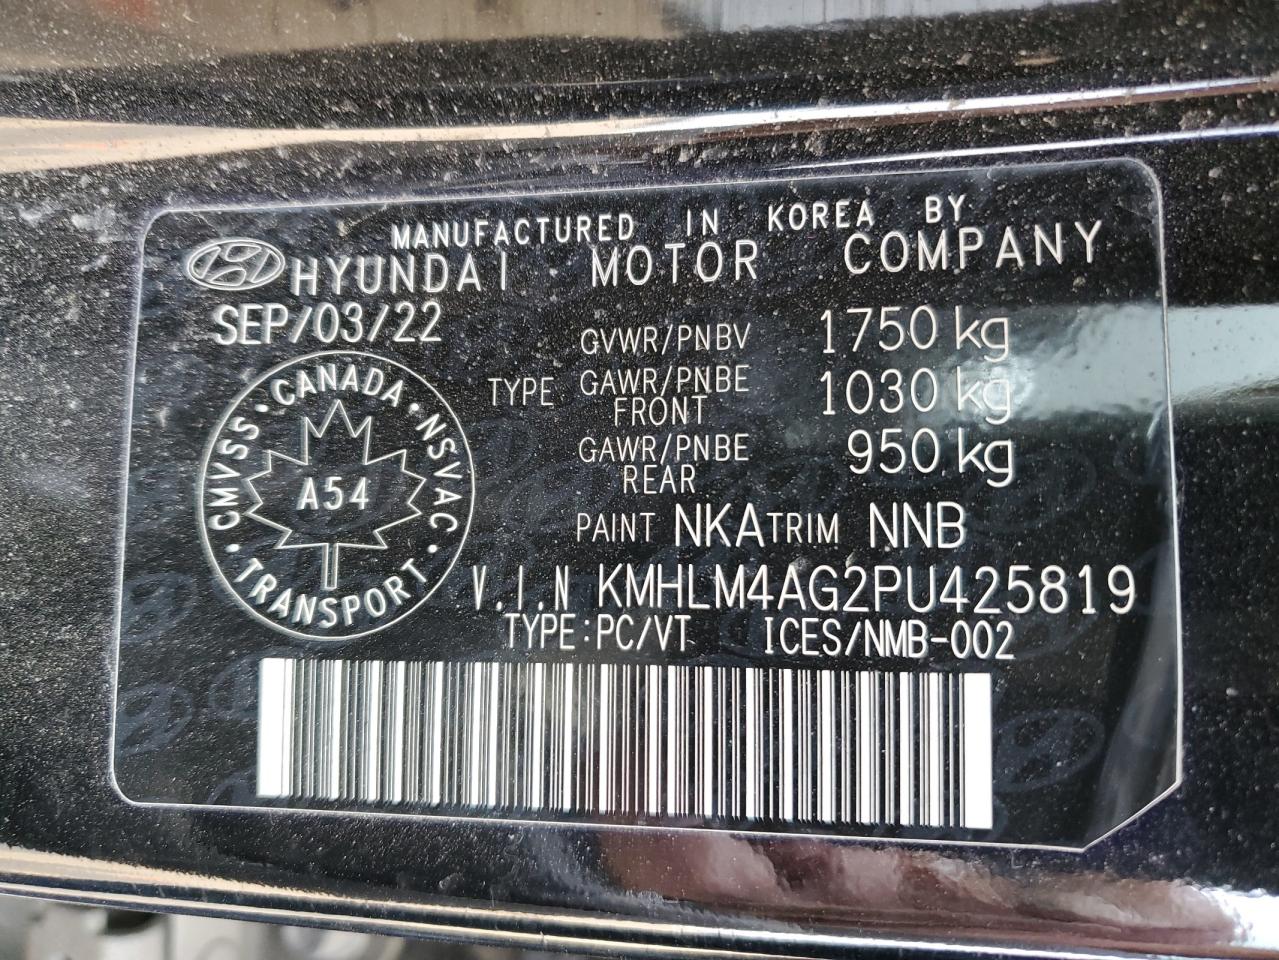 MANUFACTURED IN KOREA BY
HYUNDAI MOTOR COMPANY
SEP/03/22
GVWR/PNBV 1750 kg
TYPE GAWR/PNBE FRONT 1030 kg
GAWR/PNBE REAR 950 kg
PAINT NKA TRIM NNB
V.I.N KMHLM4AG2PU425819
TYPE:PC/VT ICES/NMB-002
CMVSS • CANADA • NSVAC • TRANSPORT •
A54